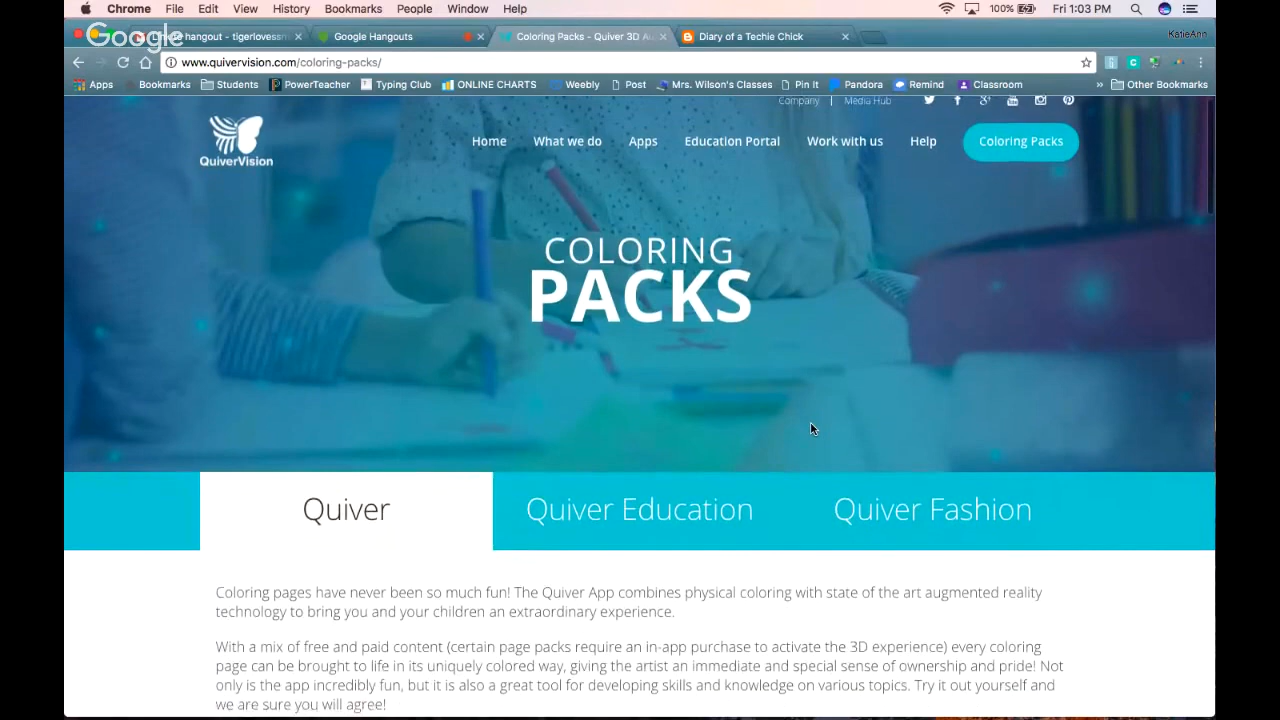 Chrome File Edit View History Bookmarks People Window Help 100% Fri 1:03 PM
Google
hangout - tigerlovess
Google Hangouts
Coloring Packs - Quiver 3D Au
Diary of a Techie Chick
KatieAnn
www.quivervision.com/coloring-packs/
Apps Bookmarks Students PowerTeacher Typing Club ONLINE CHARTS Weebly Post Mrs. Wilson's Classes Pin It Pandora Remind Classroom » Other Bookmarks
Company | Media Hub
QuiverVision
Home What we do Apps Education Portal Work with us Help Coloring Packs
COLORING
PACKS
Quiver Quiver Education Quiver Fashion
Coloring pages have never been so much fun! The Quiver App combines physical coloring with state of the art augmented reality
technology to bring you and your children an extraordinary experience.
With a mix of free and paid content (certain page packs require an in-app purchase to activate the 3D experience) every coloring
page can be brought to life in its uniquely colored way, giving the artist an immediate and special sense of ownership and pride! Not
only is the app incredibly fun, but it is also a great tool for developing skills and knowledge on various topics. Try it out yourself and
we are sure you will agree!